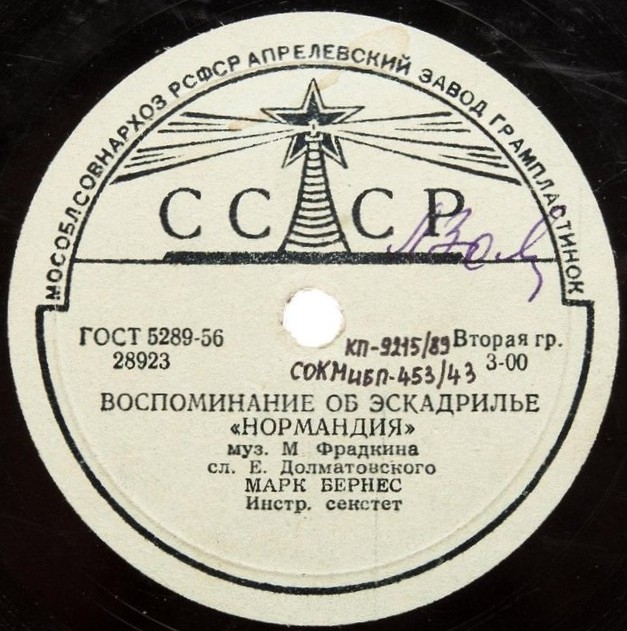 МОСОБЛСОВНАРХОЗ РСФСР АПРЕЛЕВСКИЙ ЗАВОД ГРАМПЛАСТИНОК
СССР
ГОСТ 5289-56
28923
КП-9215/89
СОКМиБП-453/43
Вторая гр.
3-00
ВОСПОМИНАНИЕ ОБ ЭСКАДРИЛЬЕ
«НОРМАНДИЯ»
муз. М Фрадкина
сл. Е. Долматовского
МАРК БЕРНЕС
Инстр. секстет